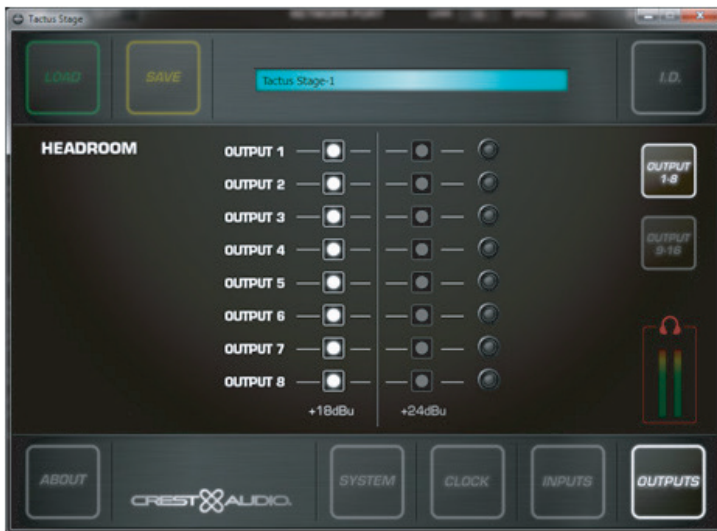 Tactus Stage
LOAD
SAVE
Tactus Stage-1
I.D.
HEADROOM
OUTPUT 1
OUTPUT 2
OUTPUT 3
OUTPUT 4
OUTPUT 5
OUTPUT 6
OUTPUT 7
OUTPUT 8
+18dBu
+24dBu
OUTPUT
1-8
OUTPUT
9-16
ABOUT
CREST AUDIO.
SYSTEM
CLOCK
INPUTS
OUTPUTS